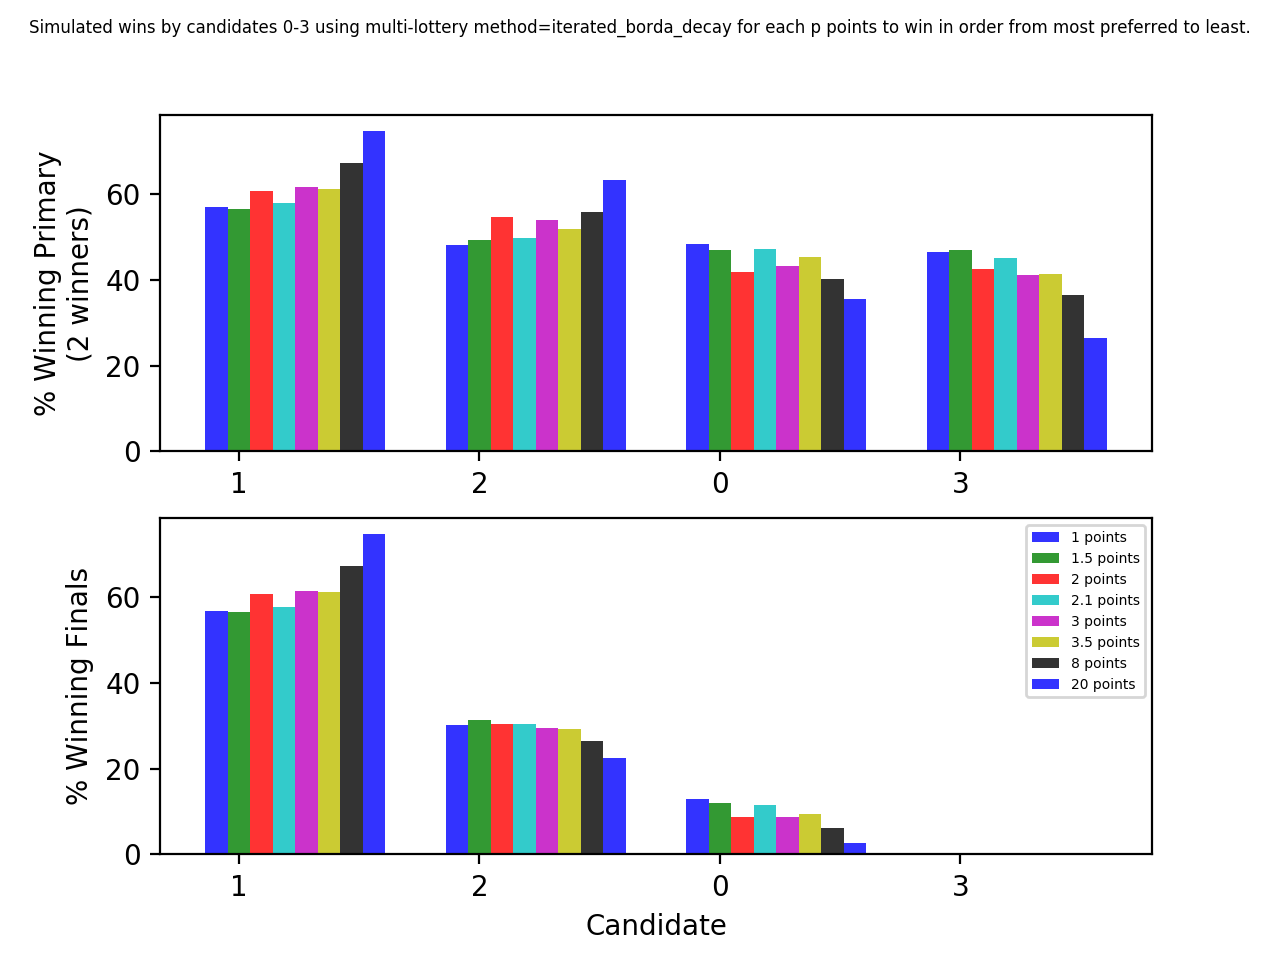 Simulated wins by candidates 0-3 using multi-lottery method=iterated_borda_decay for each p points to win in order from most preferred to least.
% Winning Primary
(2 winners)
60
40
20
0
1 2 0 3
% Winning Finals
60
40
20
0
1 points
1.5 points
2 points
2.1 points
3 points
3.5 points
8 points
20 points
1 2 0 3
Candidate